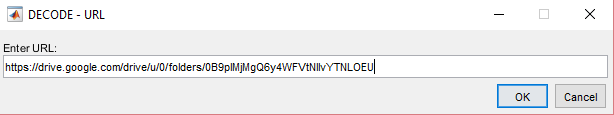 DECODE - URL
Enter URL:
https://drive.google.com/drive/u/0/folders/0B9plMjMgQ6y4WFVtNllvYTNLOEU
OK
Cancel